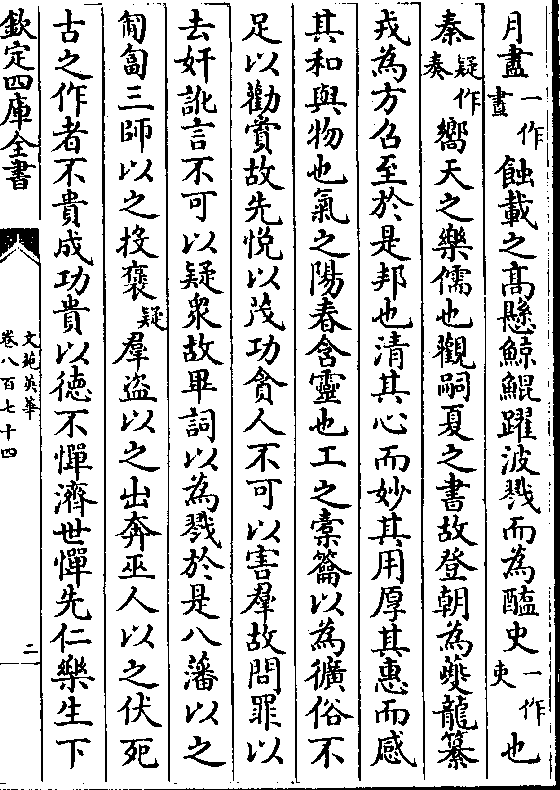 月盡一作晝蝕載之高懸鯨鯤躍波戮而為醢史一作吏也
秦疑作奏嚮天之樂儒也觀嗣夏之書故登朝為夔龍纂
戎為方召至於是邦也清其心而妙其用厚其惠而感
其和與物也氣之陽春含靈也工之橐籥以為獷俗不
足以勸賞故先悅以茂功貪人不可以害羣故問罪以
去奸訛言不可以疑衆故畢詞以為戮於是八藩以之
匍匐三師以之投褒疑羣盜以之出奔巫人以之伏死
古之作者不貴成功貴以德不憚濟世憚先仁樂生下
欽定四庫全書
文苑英華
卷八百七十四
二